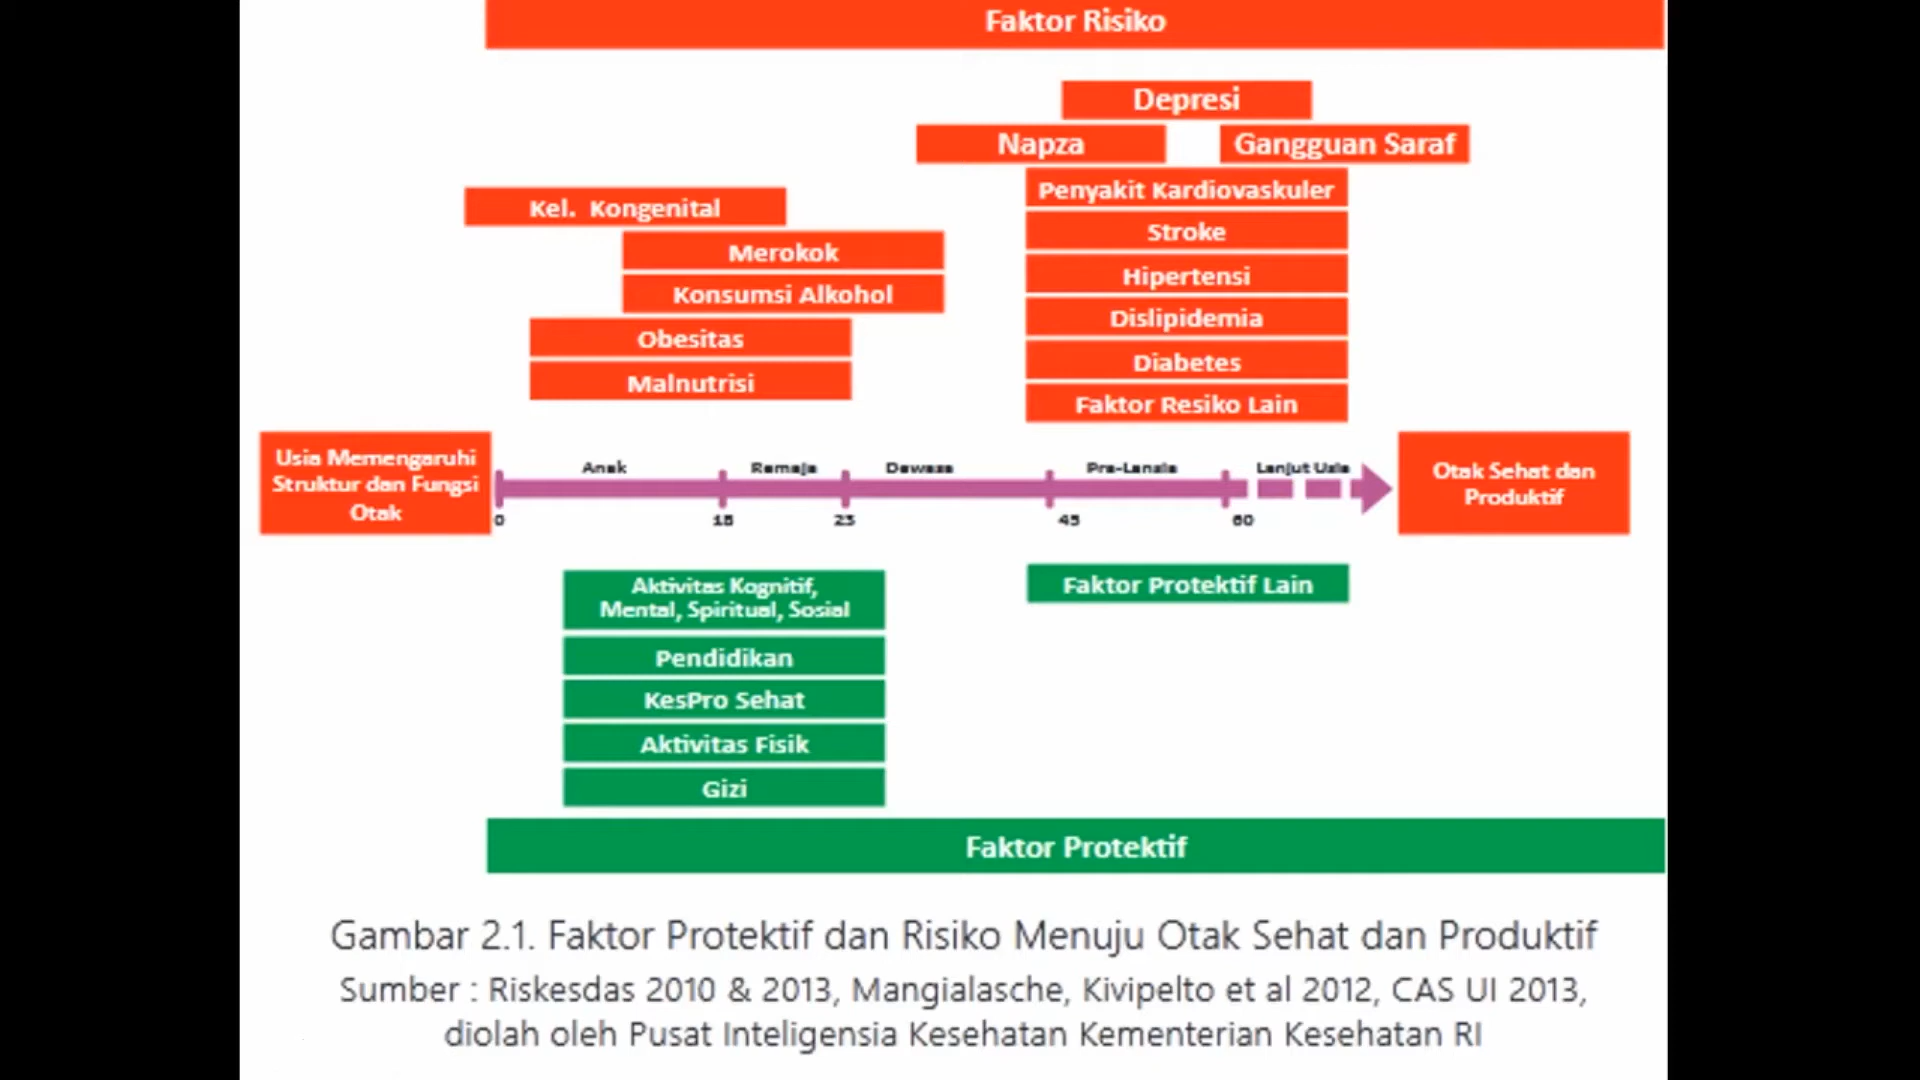 Faktor Risiko
Depresi
Napza
Gangguan Saraf
Penyakit Kardiovaskuler
Kel. Kongenital
Stroke
Merokok
Hipertensi
Konsumsi Alkohol
Dislipidemia
Obesitas
Diabetes
Malnutrisi
Faktor Resiko Lain
Usia Memengaruhi
Struktur dan Fungsi
Otak
Anak
Remaja
Dewasa
Pra-Lansia
Lanjut Usia
0
18
25
45
60
Otak Sehat dan
Produktif
Aktivitas Kognitif,
Mental, Spiritual, Sosial
Faktor Protektif Lain
Pendidikan
KesPro Sehat
Aktivitas Fisik
Gizi
Faktor Protektif
Gambar 2.1. Faktor Protektif dan Risiko Menuju Otak Sehat dan Produktif
Sumber : Riskesdas 2010 & 2013, Mangialasche, Kivipelto et al 2012, CAS UI 2013,
diolah oleh Pusat Inteligensia Kesehatan Kementerian Kesehatan RI